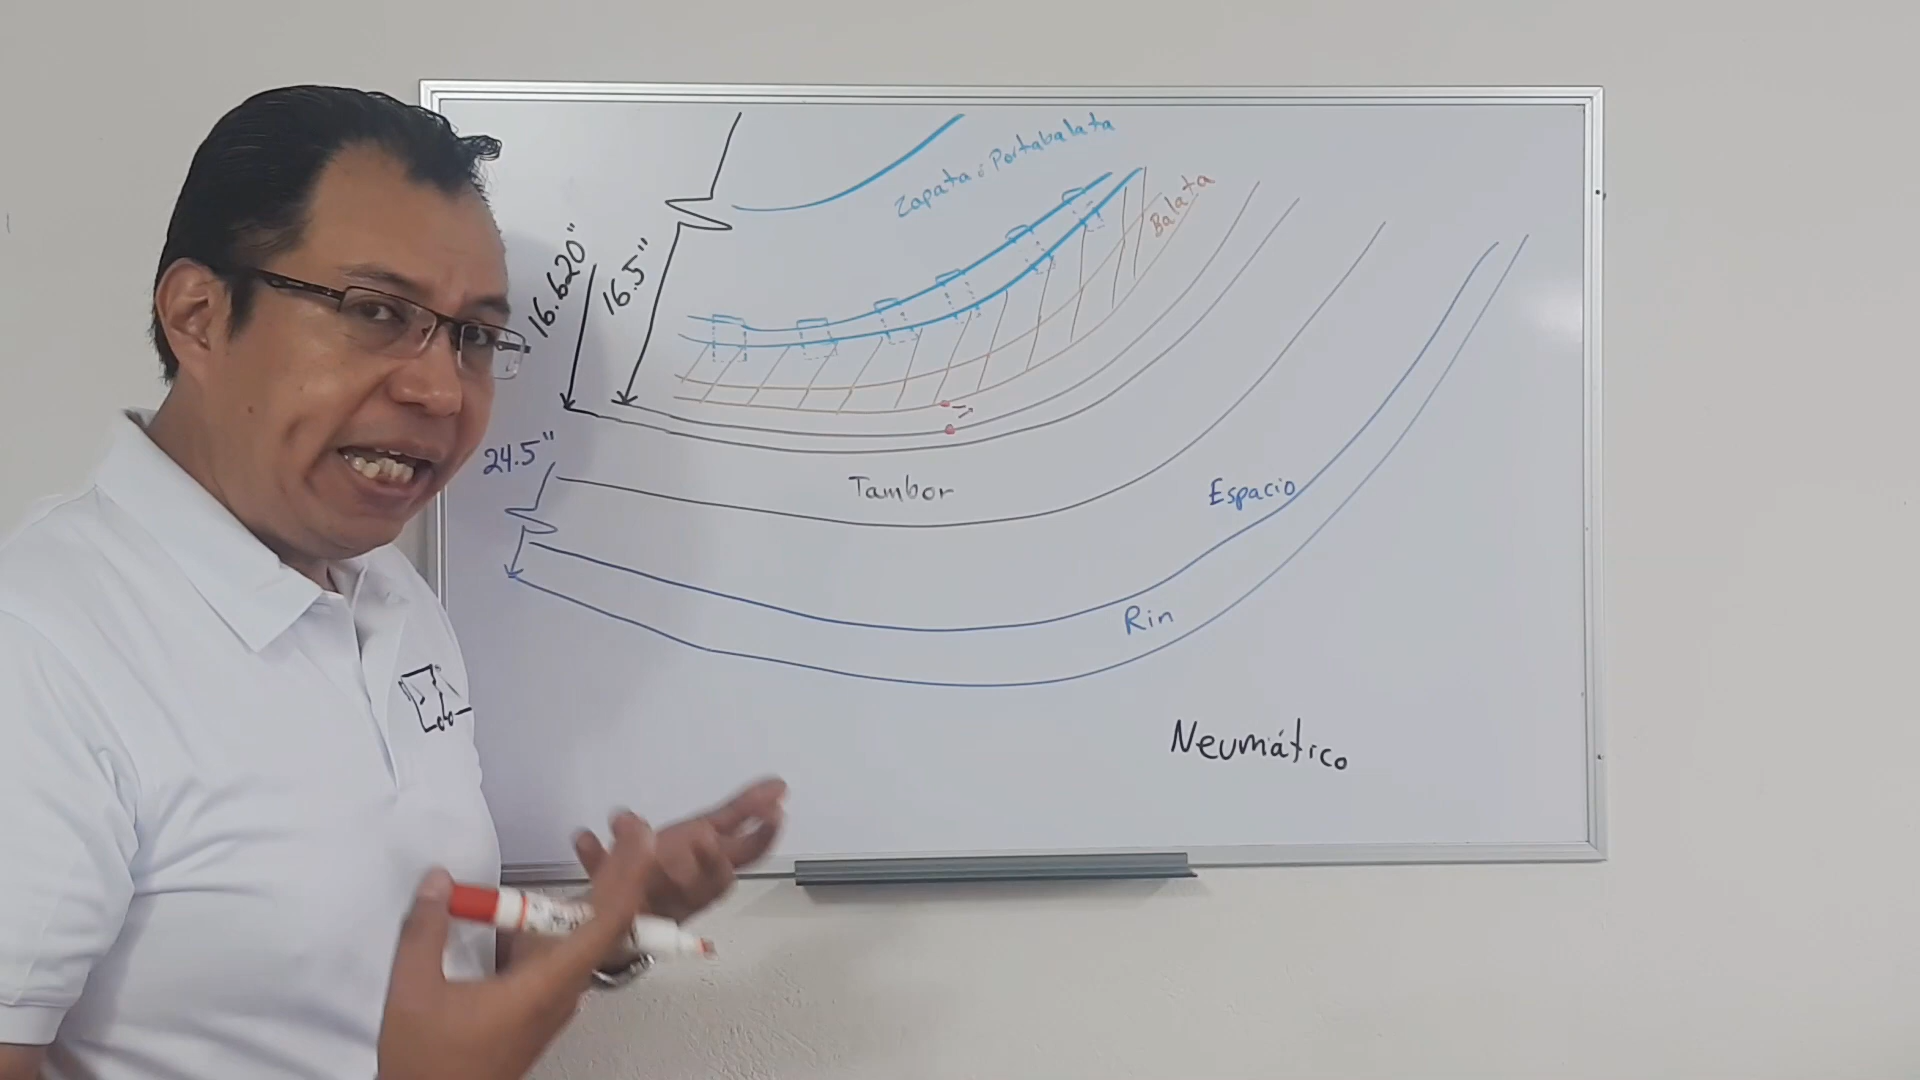 Zapata ó Portabalata
Balata
16.620"
16.5"
24.5"
Tambor
Espacio
Rin
Neumático